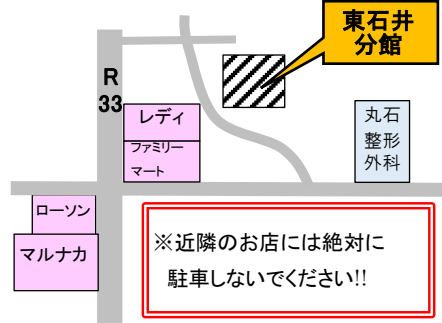 東石井
分館
R
33
レディ
ファミリー
マート
丸石
整形
外科
ローソン
マルナカ
※近隣のお店には絶対に
駐車しないでください!!